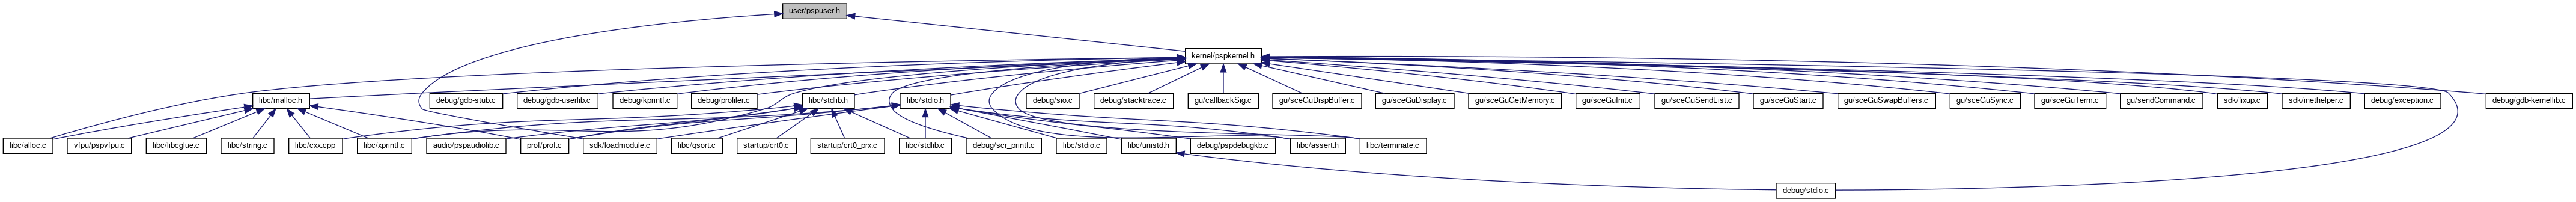 user/pspuser.h
kernel/pspkernel.h
libc/malloc.h
debug/gdb-stub.c
debug/gdb-userlib.c
debug/kprintf.c
debug/profiler.c
libc/stdlib.h
libc/stdio.h
debug/sio.c
debug/stacktrace.c
gu/callbackSig.c
gu/sceGuDispBuffer.c
gu/sceGuDisplay.c
gu/sceGuGetMemory.c
gu/sceGuInit.c
gu/sceGuSendList.c
gu/sceGuStart.c
gu/sceGuSwapBuffers.c
gu/sceGuSync.c
gu/sceGuTerm.c
gu/sendCommand.c
sdk/fixup.c
sdk/inethelper.c
debug/exception.c
debug/gdb-kernellib.c
libc/alloc.c
vfpu/pspvfpu.c
libc/libcglue.c
libc/string.c
libc/cxx.cpp
libc/xprintf.c
audio/pspaudiolib.c
prof/prof.c
sdk/loadmodule.c
libc/qsort.c
startup/crt0.c
startup/crt0_prx.c
libc/stdlib.c
debug/scr_printf.c
libc/stdio.c
libc/unistd.h
debug/pspdebugkb.c
libc/assert.h
libc/terminate.c
debug/stdio.c